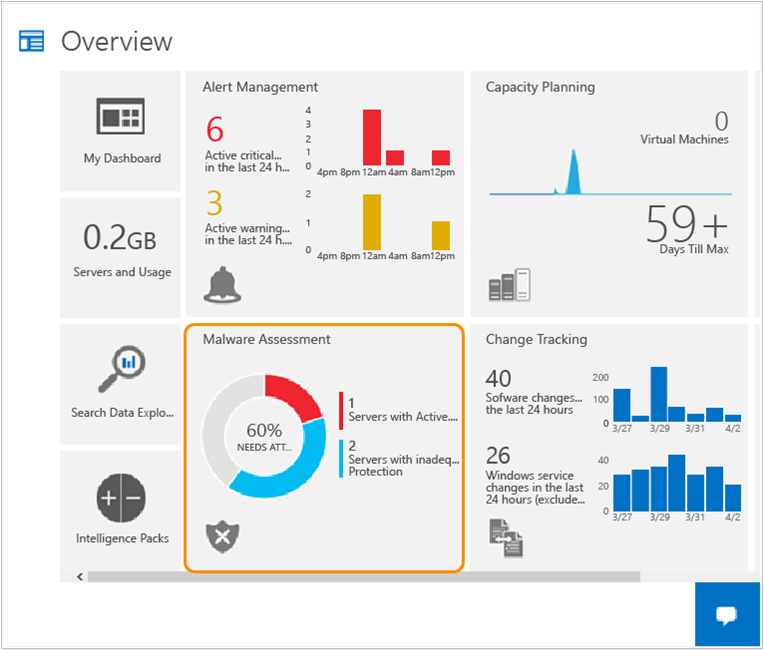 Overview
My Dashboard
0.2GB
Servers and Usage
Search Data Explo...
Intelligence Packs
Alert Management
6
Active critical...
in the last 24 h...
4
3
2
1
0
4pm 8pm 12am 4am 8am12pm
3
Active warning...
in the last 24 h....
2
1
0
4pm 8pm 12am 4am 8am12pm
Capacity Planning
0
Virtual Machines
59+
Days Till Max
Malware Assessment
60%
NEEDS ATT...
1
Servers with Active....
2
Servers with inadeq...
Protection
Change Tracking
40
Sofware changes...
the last 24 hours
200
100
0
3/27 3/29 3/31 4/2
26
Windows service
changes in the last
24 hours (exclude...
40
20
0
3/27 3/29 3/31 4/2